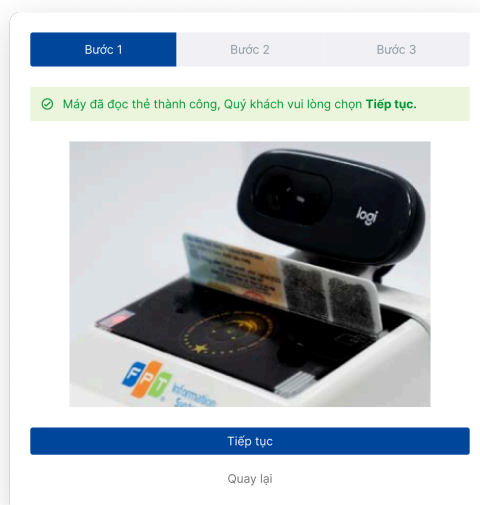 Bước 1
Bước 2
Bước 3
Máy đã đọc thẻ thành công, Quý khách vui lòng chọn Tiếp tục.
logi
FPT
Information
Tiếp tục
Quay lại